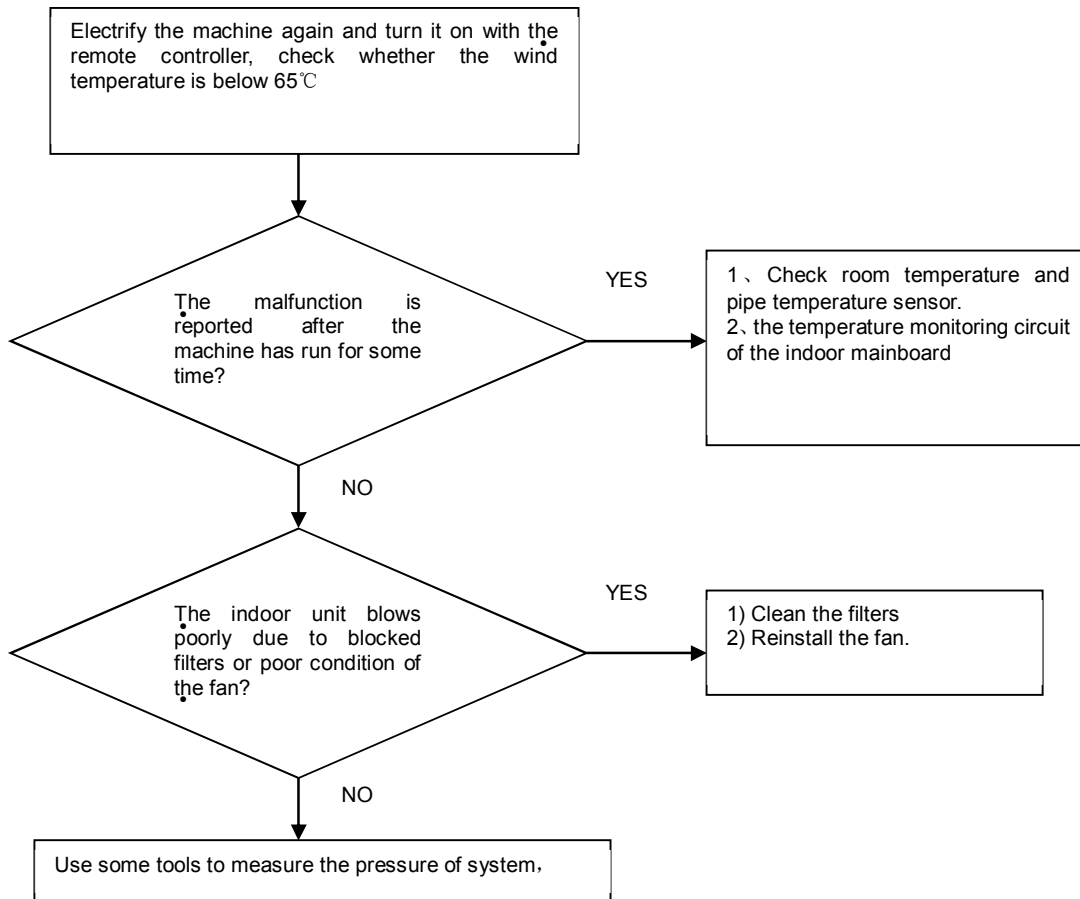 Electrify the machine again and turn it on with the
remote controller, check whether the wind
temperature is below 65℃
The malfunction is
reported after the
machine has run for some
time?
YES
1、Check room temperature and
pipe temperature sensor.
2、the temperature monitoring circuit
of the indoor mainboard
NO
The indoor unit blows
poorly due to blocked
filters or poor condition of
the fan?
YES
1) Clean the filters
2) Reinstall the fan.
NO
Use some tools to measure the pressure of system，